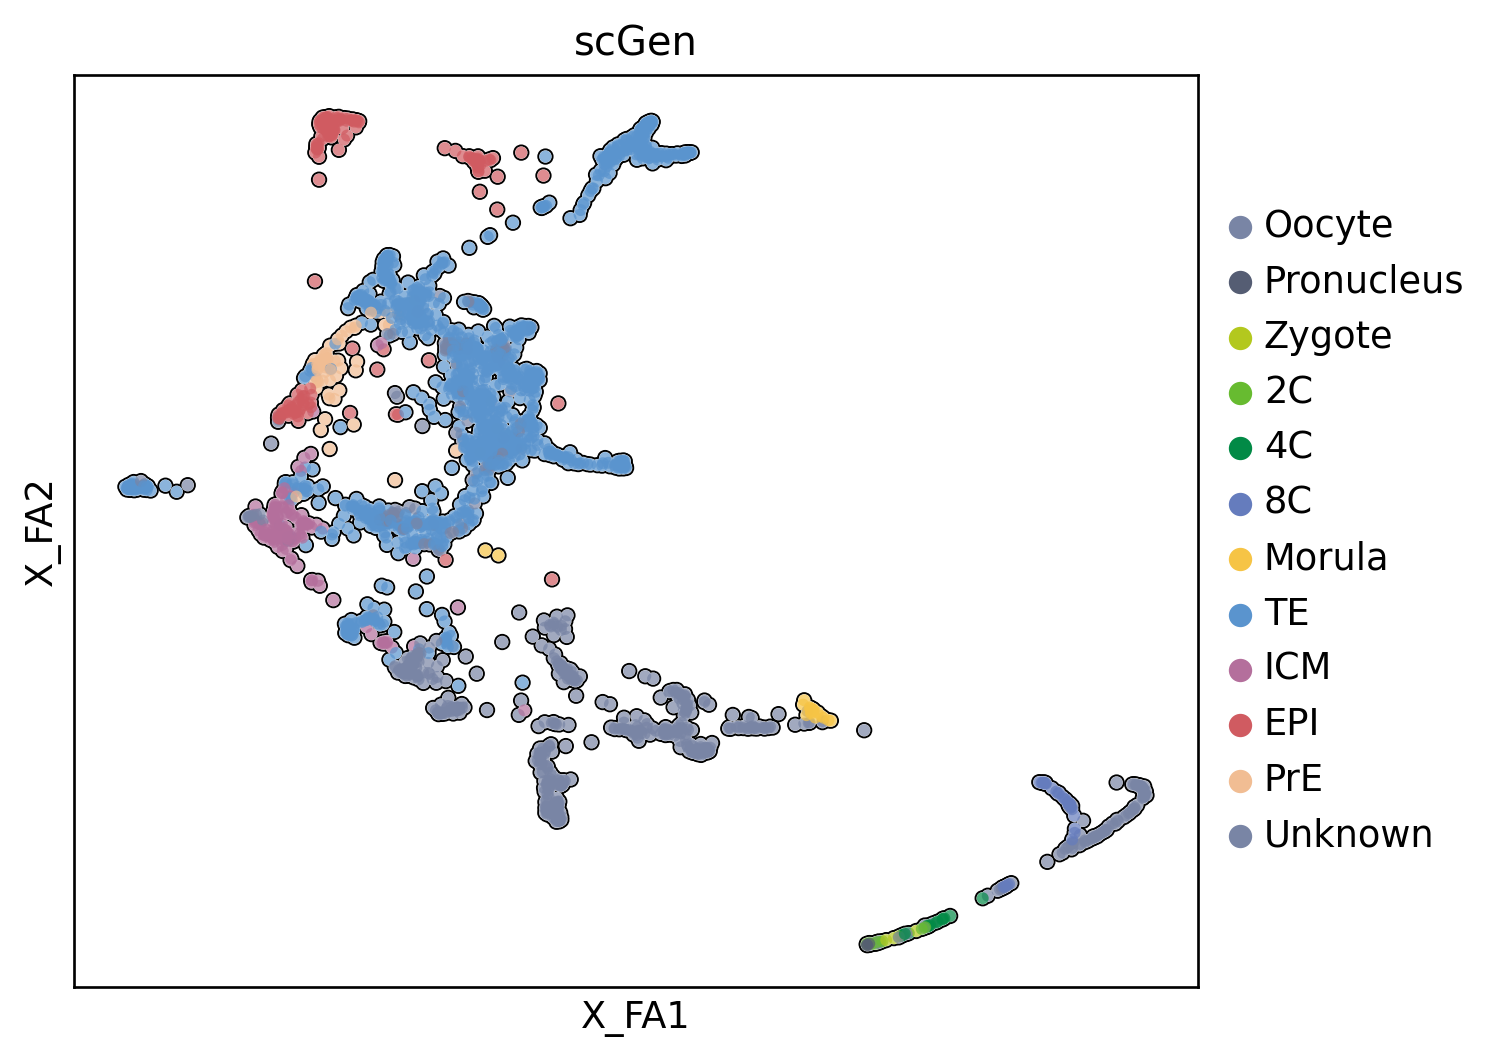 scGen
X_FA2
X_FA1
Oocyte
Pronucleus
Zygote
2C
4C
8C
Morula
TE
ICM
EPI
PrE
Unknown